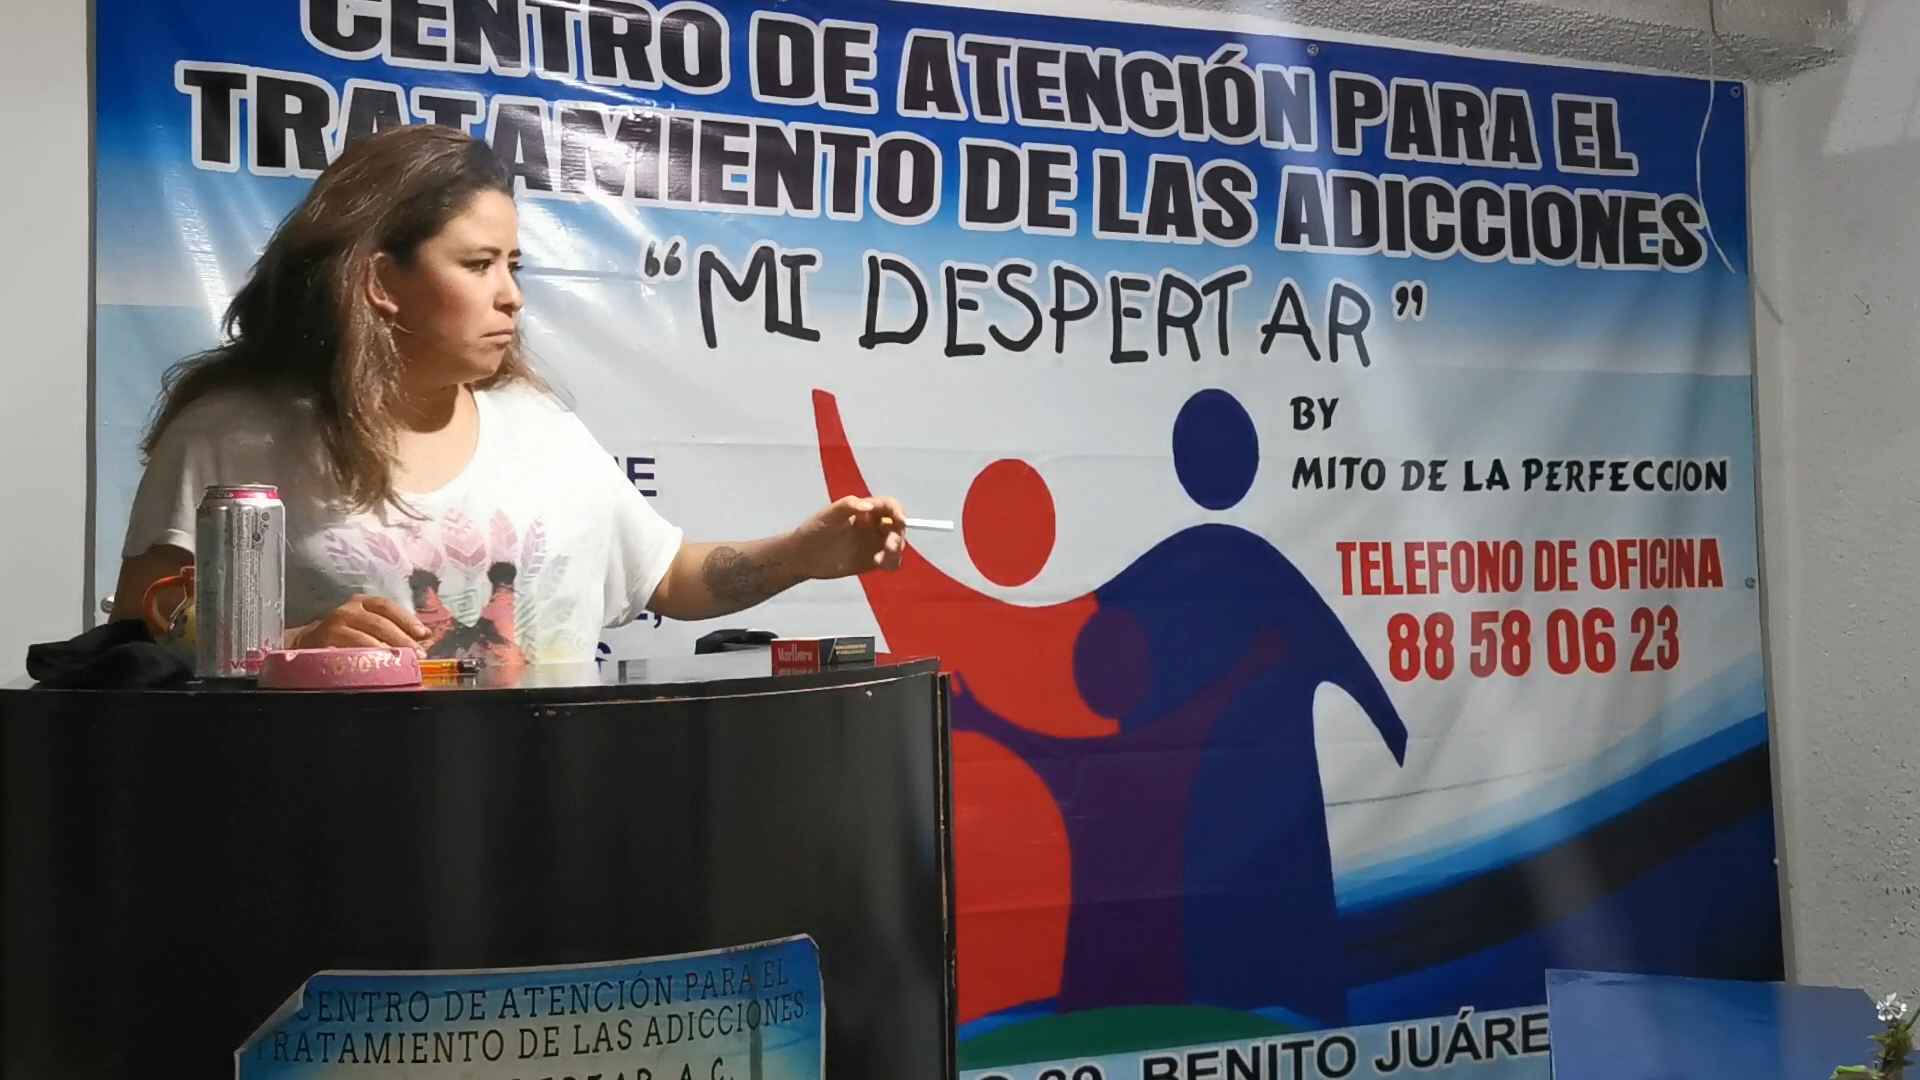 CENTRO DE ATENCIÓN PARA EL
TRATAMIENTO DE LAS ADICCIONES
“MI DESPERTAR”
BY
MITO DE LA PERFECCION
TELEFONO DE OFICINA
88 58 06 23
BENITO JUÁRE
Marlboro
CENTRO DE ATENCIÓN PARA EL
TRATAMIENTO DE LAS ADICCIONES.
A.C.